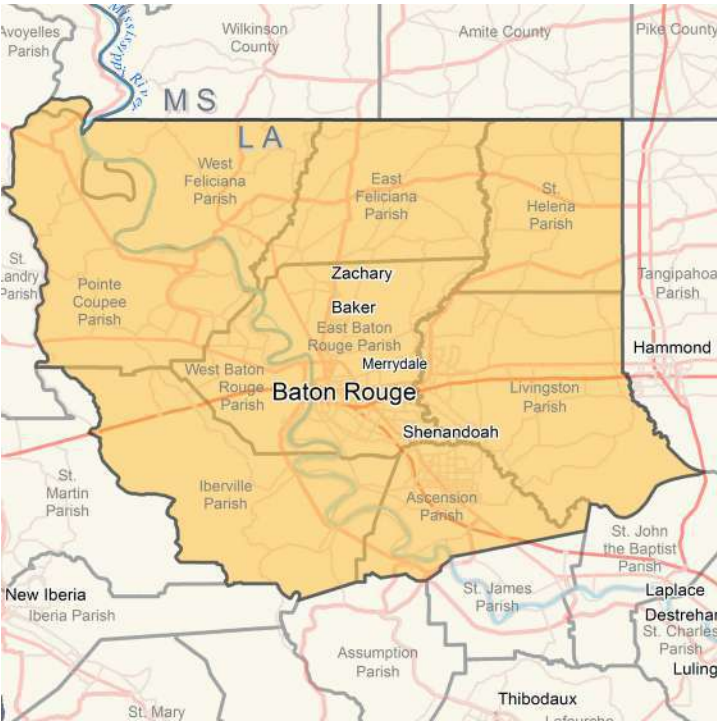 Avoyelles
Parish
Mississippi River
Wilkinson
County
Amite County
Pike County
MS
LA
West
Feliciana
Parish
East
Feliciana
Parish
St.
Helena
Parish
St.
Landry
Parish
Pointe
Coupee
Parish
Zachary
Baker
East Baton
Rouge Parish
Tangipahoa
Parish
Hammond
West Baton
Rouge
Parish
Merrydale
Baton Rouge
Livingston
Parish
Shenandoah
St.
Martin
Parish
Iberville
Parish
Ascension
Parish
St. John
the Baptist
Parish
New Iberia
Iberia Parish
St. James
Parish
Laplace
Destrehan
St. Charles
Parish
Luling
Assumption
Parish
Thibodaux
St. Mary
Lafourche